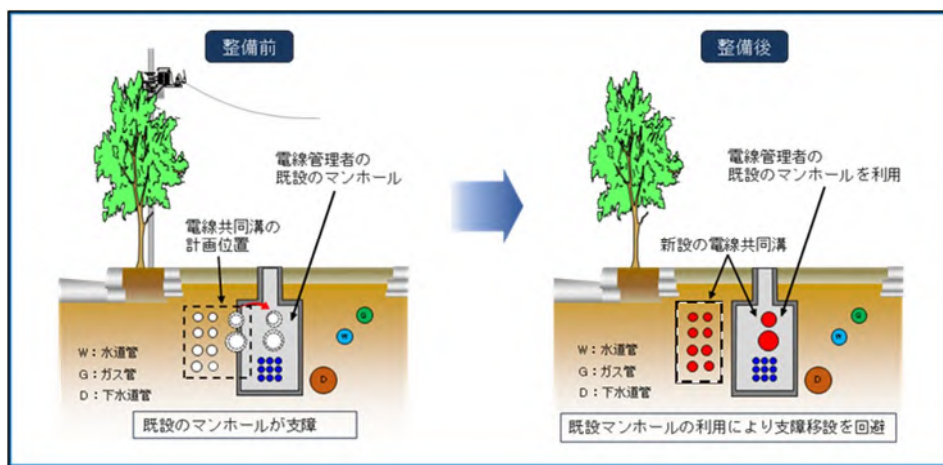 整備前
電線管理者の
既設のマンホール
電線共同溝の
計画位置
G
W
D
W：水道管
G：ガス管
D：下水道管
既設のマンホールが支障
整備後
電線管理者の
既設のマンホールを利用
新設の電線共同溝
G
W
D
W：水道管
G：ガス管
D：下水道管
既設マンホールの利用により支障移設を回避